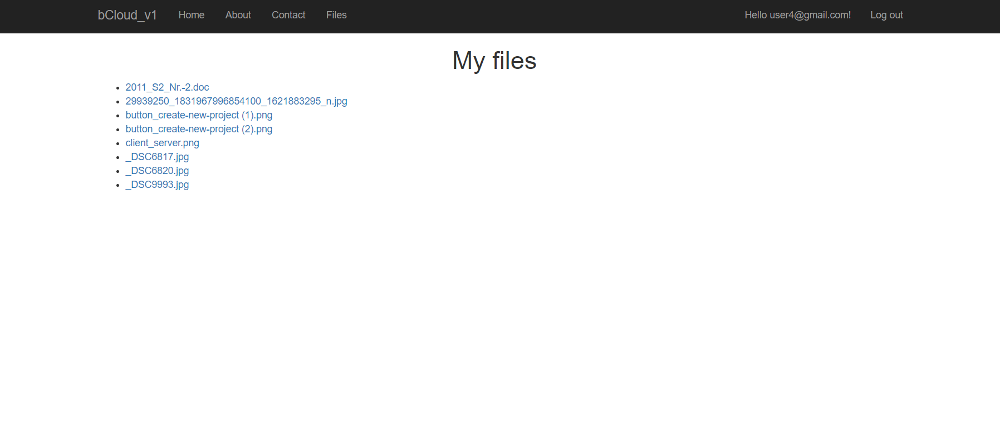 bCloud_v1 Home About Contact Files Hello user4@gmail.com! Log out
My files
2011_S2_Nr.-2.doc
29939250_1831967996854100_1621883295_n.jpg
button_create-new-project (1).png
button_create-new-project (2).png
client_server.png
_DSC6817.jpg
_DSC6820.jpg
_DSC9993.jpg